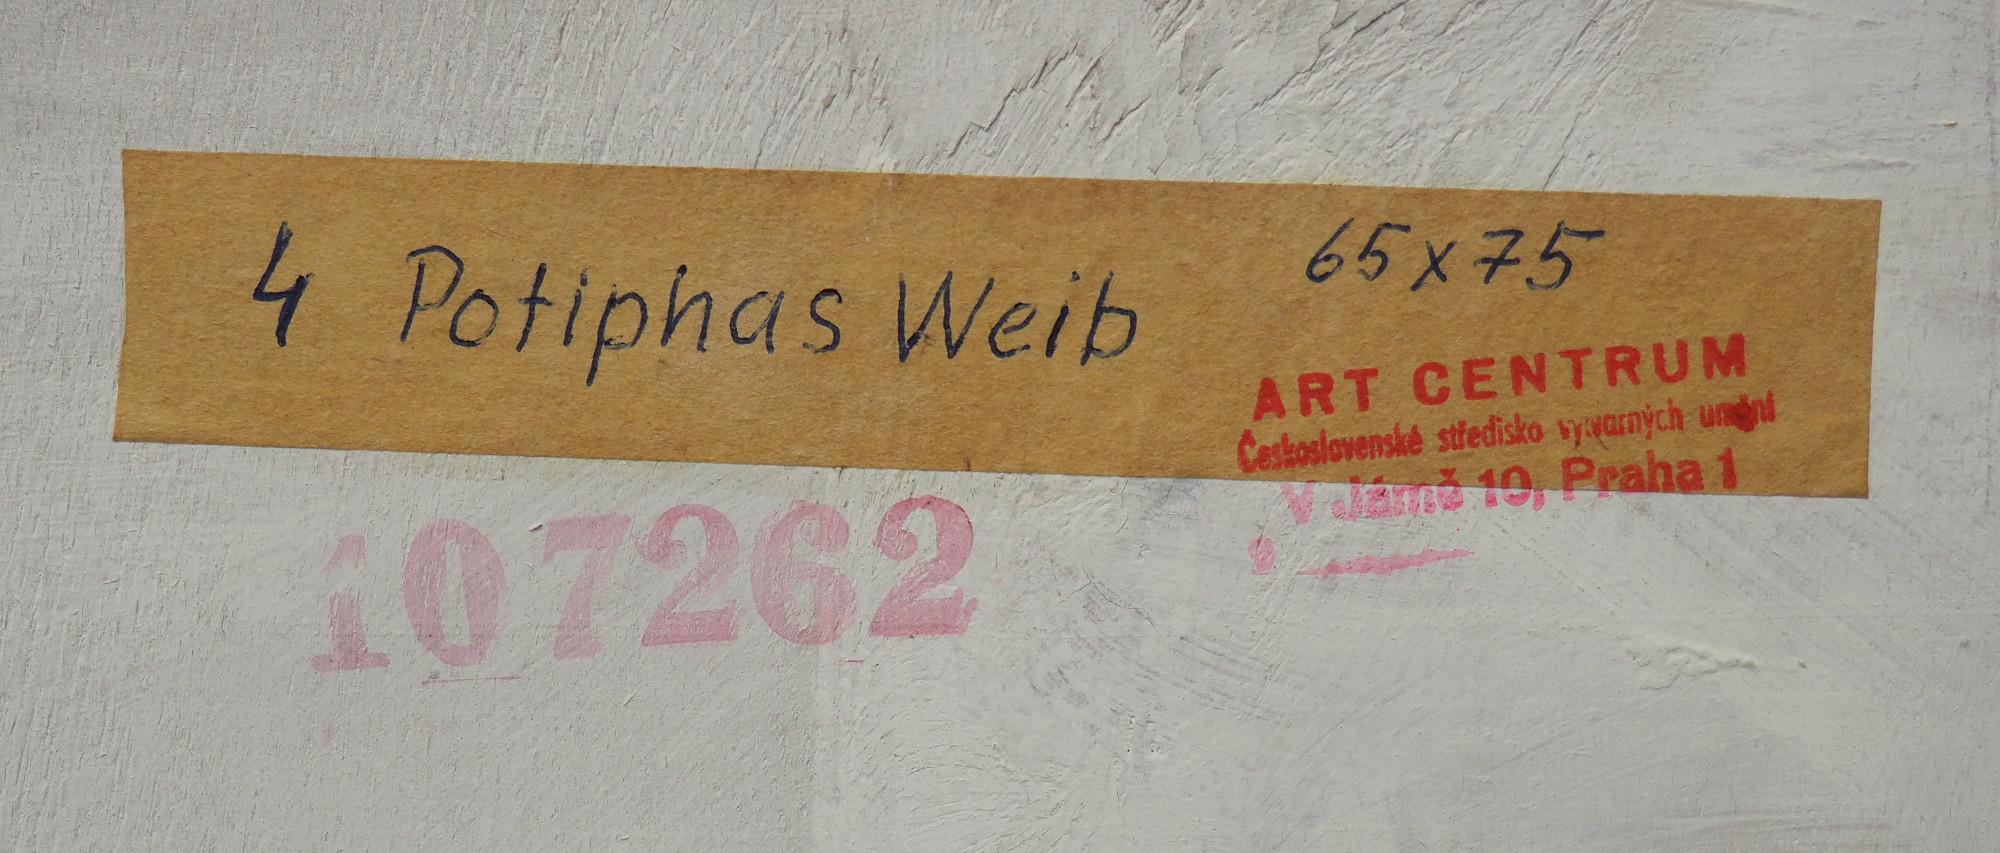 4 Potiphas Weib 65x75
ART CENTRUM
Československé středisko výtvarných umění
V Jámě 10, Praha 1
107262